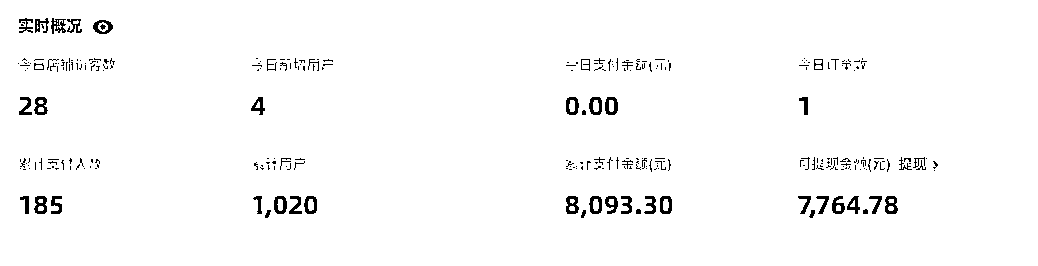 实时概况
今日店铺访客数 今日新增用户 今日支付金额(元) 今日订单数
28 4 0.00 1
累计支付人数 累计用户 累计支付金额(元) 可提现金额(元) 提现 >
185 1,020 8,093.30 7,764.78